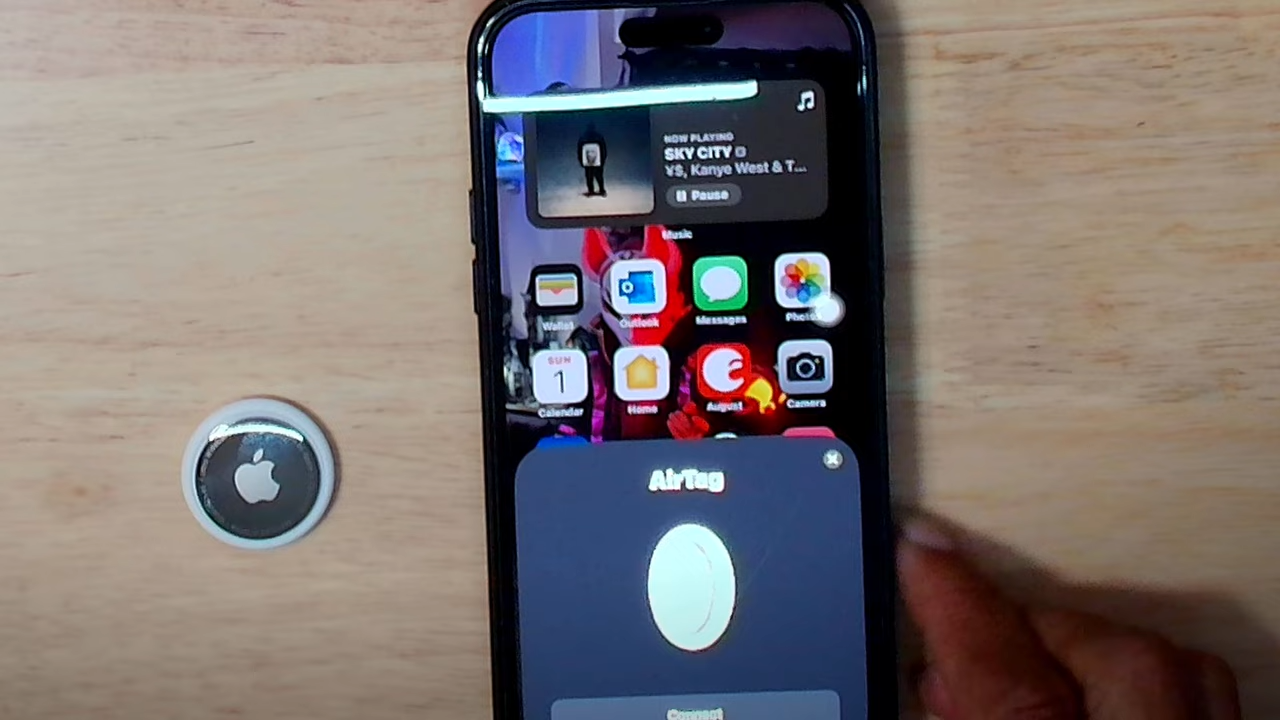 NOW PLAYING
SKY CITY
¥$, Kanye West & T...
Pause
Music
Wallet
Outlook
Messages
Photos
SUN
1
Calendar
Home
August
Camera
AirTag
Connect